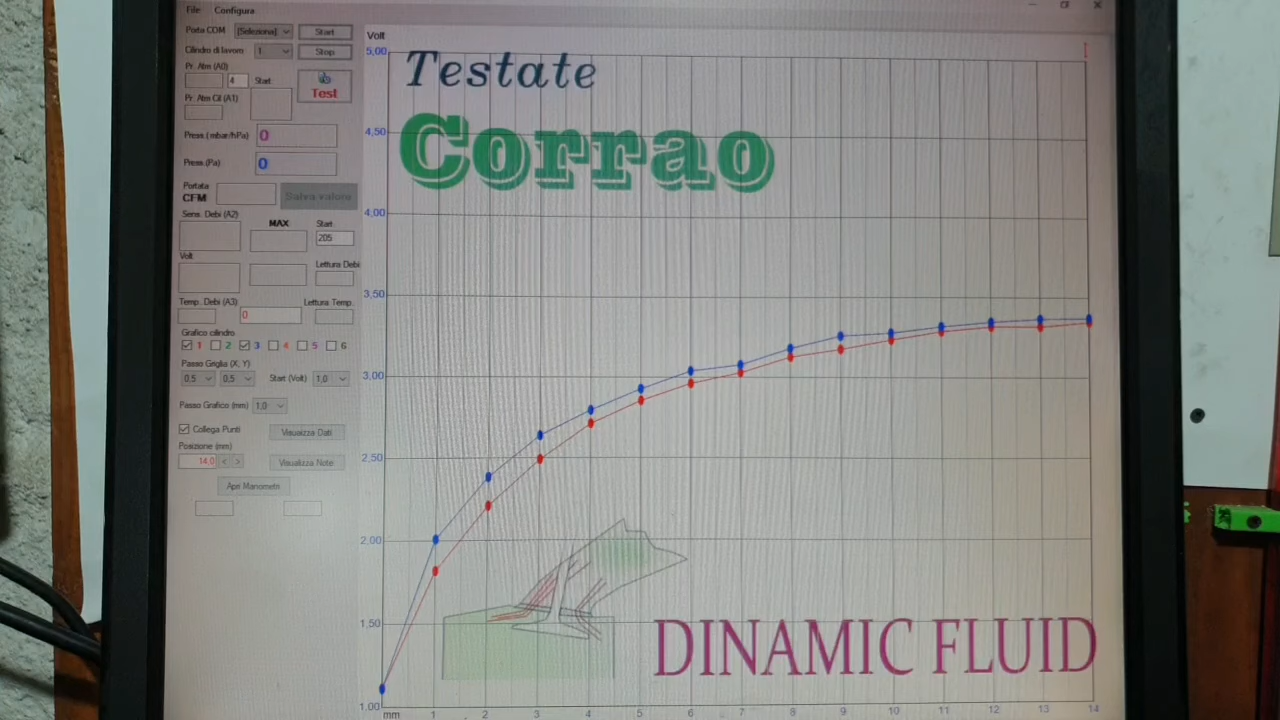 File Configura
Porta COM [Seleziona] Start
Cilindro di lavoro 1 Stop
Pr. Atm (A0)
4 Start
Test
Pr. Atm Cil (A1)
Press (mbar/hPa) 0
Press (Pa) 0
Portata
CFM Salva valore
Sens. Debi (A2) MAX Start
205
Volt Lettura Debi
Temp. Debi (A3) Lettura Temp.
0
Grafico cilindro
1 2 3 4 5 6
Passo Griglia (X, Y)
0,5 0,5 Start (Volt) 1,0
Passo Grafico (mm) 1,0
Collega Punti Visualizza Dati
Posizione (mm)
14,0 < > Visualizza Note
Apri Manometri
Volt
5,00
Testate
Corrao
4,50
4,00
3,50
3,00
2,50
2,00
1,50
DINAMIC FLUID
1.00
mm 1 2 3 4 5 6 7 8 9 10 11 12 13 14